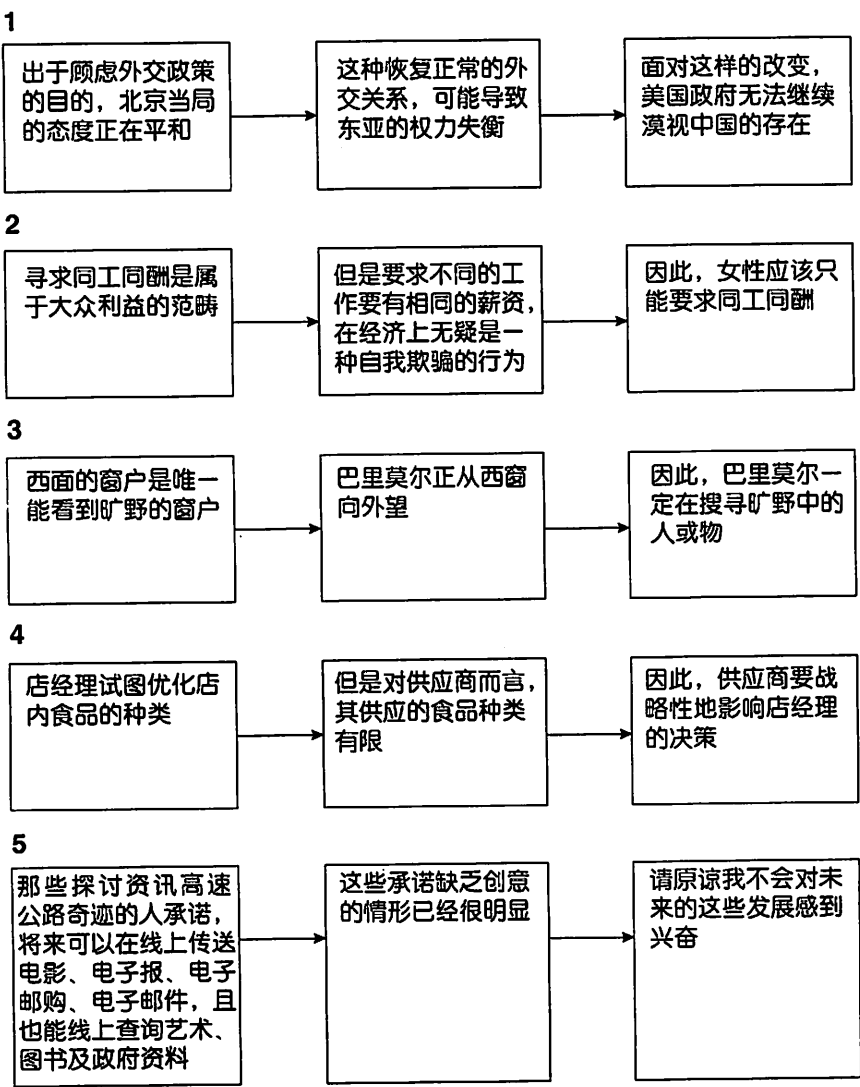 1
出于顾虑外交政策
的目的，北京当局
的态度正在平和
这种恢复正常的外
交关系，可能导致
东亚的权力失衡
面对这样的改变，
美国政府无法继续
漠视中国的存在
2
寻求同工同酬是属
于大众利益的范畴
但是要求不同的工
作要有相同的薪资，
在经济上无疑是一
种自我欺骗的行为
因此，女性应该只
能要求同工同酬
3
西面的窗户是唯一
能看到旷野的窗户
巴里莫尔正从西窗
向外望
因此，巴里莫尔一
定在搜寻旷野中的
人或物
4
店经理试图优化店
内食品的种类
但是对供应商而言，
其供应的食品种类
有限
因此，供应商要战
略性地影响店经理
的决策
5
那些探讨资讯高速
公路奇迹的人承诺，
将来可以在线上传送
电影、电子报、电子
邮购、电子邮件，且
也能线上查询艺术、
图书及政府资料
这些承诺缺乏创意
的情形已经很明显
请原谅我不会对未
来的这些发展感到
兴奋